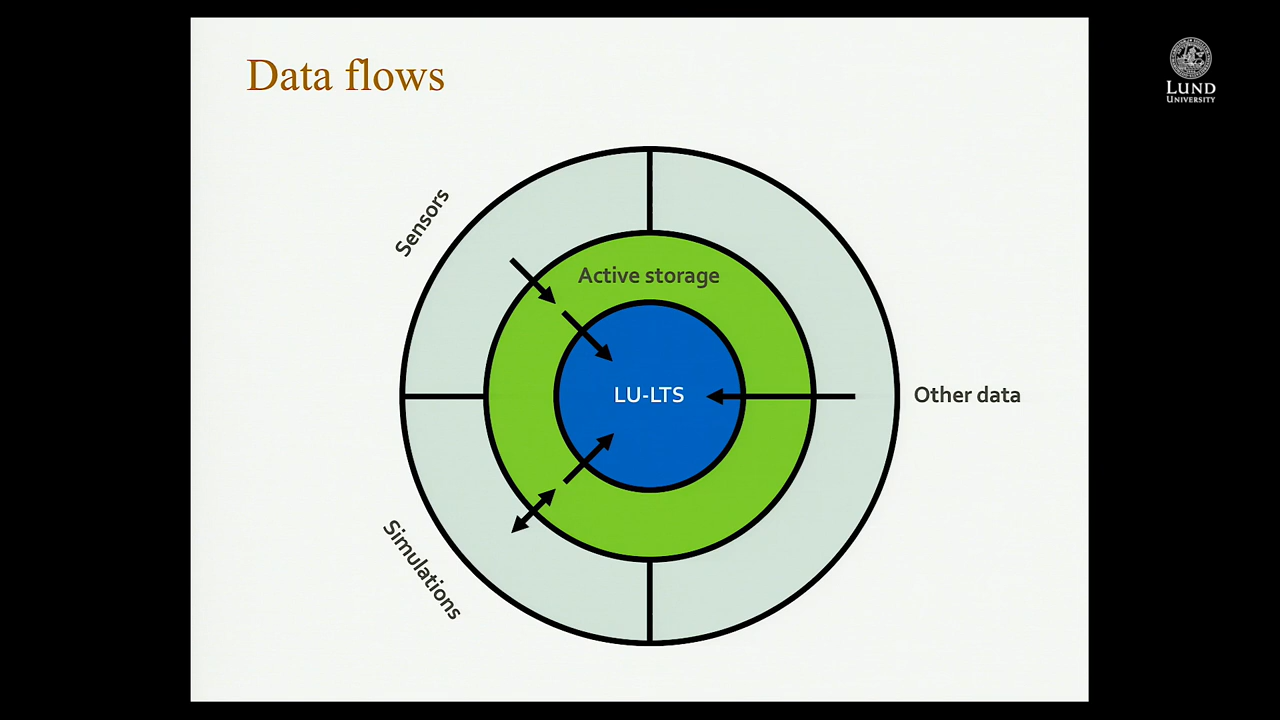 Data flows
LUND
UNIVERSITY
Sensors
Active storage
LU-LTS
Other data
Simulations